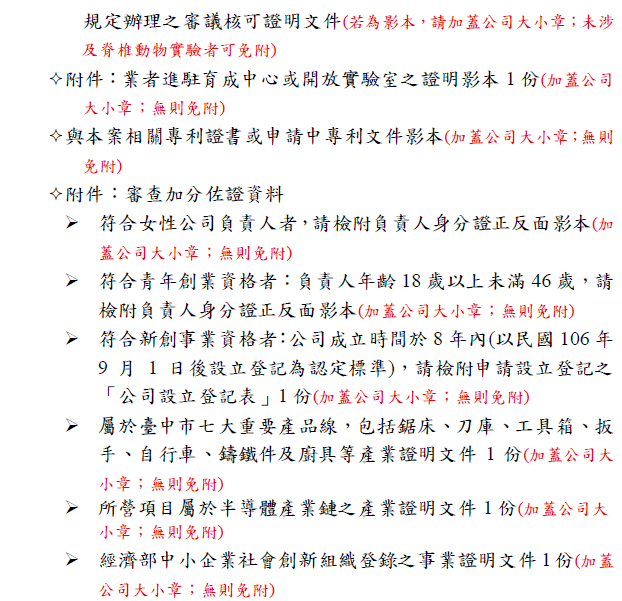 規定辦理之審議核可證明文件(若為影本，請加蓋公司大小章；未涉
及脊椎動物實驗者可免附)
✧附件：業者進駐育成中心或開放實驗室之證明影本 1 份(加蓋公司
大小章；無則免附)
✧與本案相關專利證書或申請中專利文件影本(加蓋公司大小章；無則
免附)
✧附件：審查加分佐證資料
➢ 符合女性公司負責人者，請檢附負責人身分證正反面影本(加
蓋公司大小章；無則免附)
➢ 符合青年創業資格者：負責人年齡 18 歲以上未滿 46 歲，請
檢附負責人身分證正反面影本(加蓋公司大小章；無則免附)
➢ 符合新創事業資格者:公司成立時間於 8 年內(以民國 106 年
9 月 1 日後設立登記為認定標準)，請檢附申請設立登記之
「公司設立登記表」1 份(加蓋公司大小章；無則免附)
➢ 屬於臺中市七大重要產品線，包括鋸床、刀庫、工具箱、扳
手、自行車、鑄鐵件及廚具等產業證明文件 1 份(加蓋公司大
小章；無則免附)
➢ 所營項目屬於半導體產業鏈之產業證明文件 1 份(加蓋公司大
小章；無則免附)
➢ 經濟部中小企業社會創新組織登錄之事業證明文件 1 份(加蓋
公司大小章；無則免附)